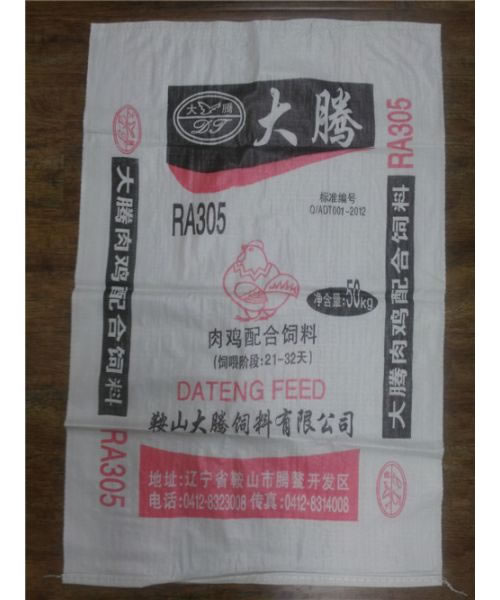 大腾
DT
大腾
RA305
标准编号
Q/ADT001-2012
净含量:50kg
肉鸡配合饲料
(饲喂阶段:21-32天)
DATENG FEED
鞍山大腾饲料有限公司
地址:辽宁省鞍山市腾鳌开发区
电话:0412-8323008 传真:0412-8314008
大腾肉鸡配合饲料
RA305
RA305
大腾肉鸡配合饲料